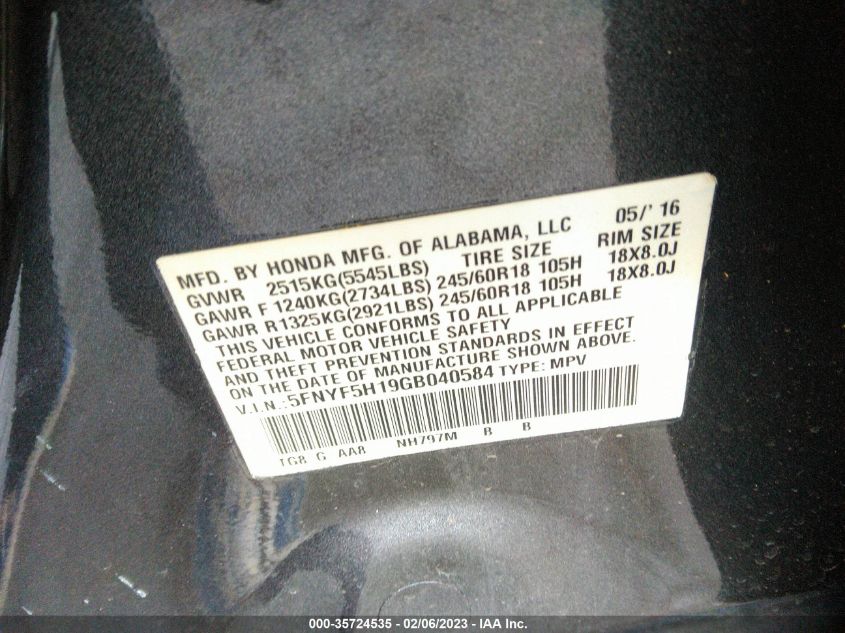 MFD. BY HONDA MFG. OF ALABAMA, LLC 05/' 16
GVWR 2515KG(5545LBS) TIRE SIZE RIM SIZE
GAWR F 1240KG(2734LBS) 245/60R18 105H 18X8.0J
GAWR R1325KG(2921LBS) 245/60R18 105H 18X8.0J
THIS VEHICLE CONFORMS TO ALL APPLICABLE
FEDERAL MOTOR VEHICLE SAFETY
AND THEFT PREVENTION STANDARDS IN EFFECT
ON THE DATE OF MANUFACTURE SHOWN ABOVE.
V.I.N.:5FNYF5H19GB040584 TYPE: MPV
TG8 G AA8 NH797M B B
000-35724535 - 02/06/2023 - IAA Inc.